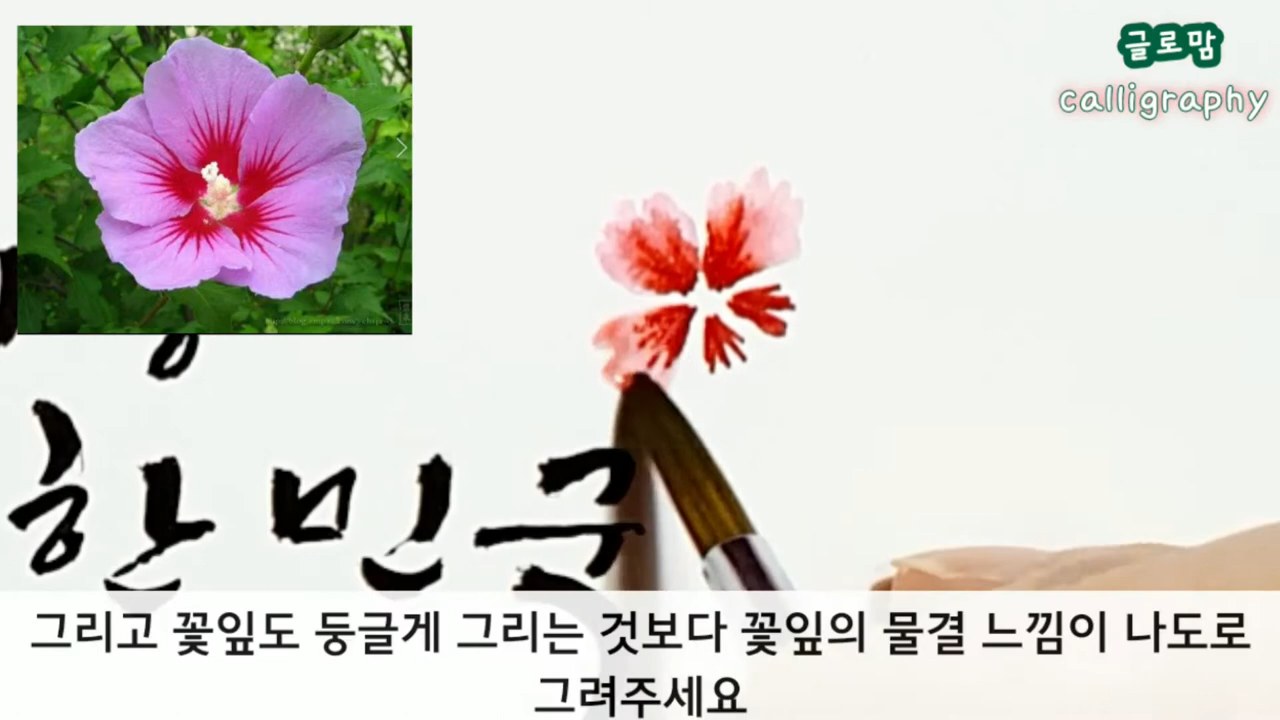 글로맘
calligraphy
한민국
그리고 꽃잎도 둥글게 그리는 것보다 꽃잎의 물결 느낌이 나도로
그려주세요